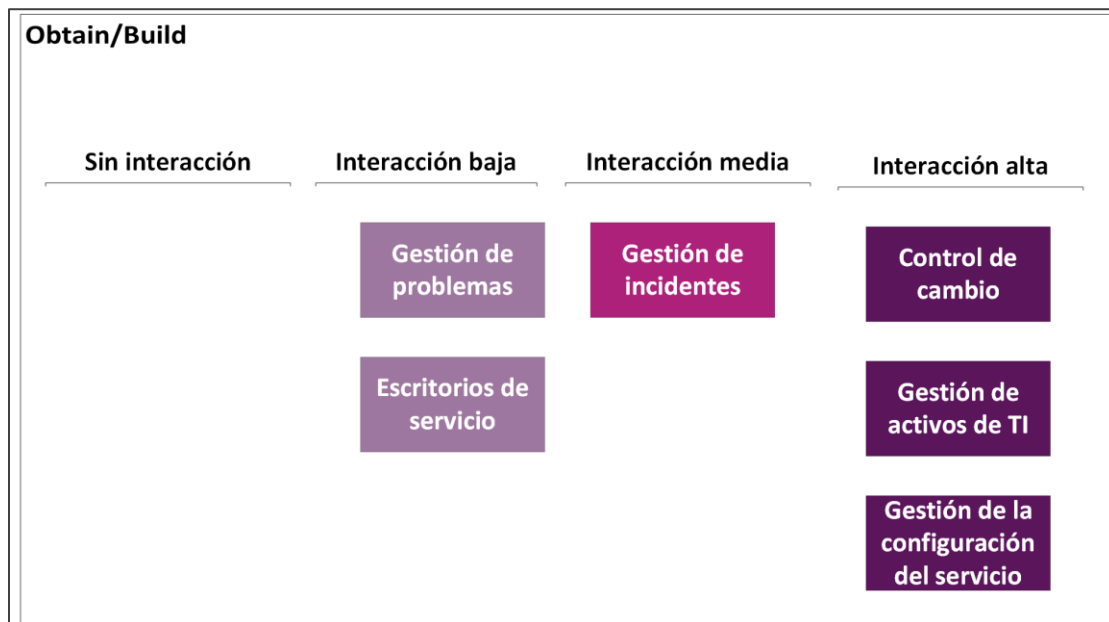 Obtain/Build
Sin interacción
Interacción baja
Interacción media
Interacción alta
Gestión de
problemas
Gestión de
incidentes
Control de
cambio
Escritorios de
servicio
Gestión de
activos de TI
Gestión de la
configuración
del servicio